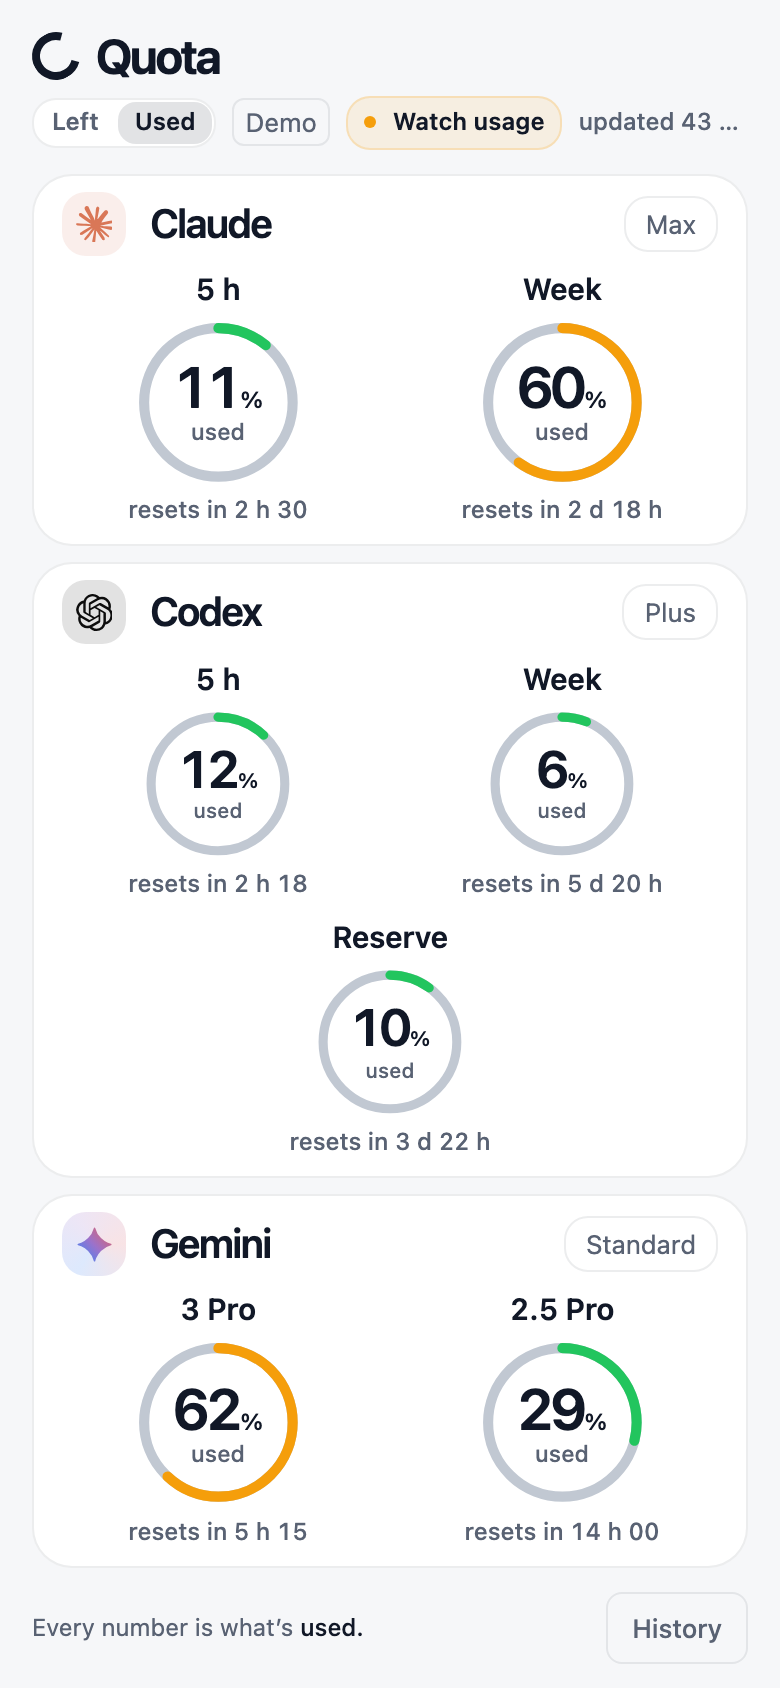 Quota
Left Used Demo Watch usage updated 43 ...
Claude Max
5 h Week
11% 60%
used used
resets in 2 h 30 resets in 2 d 18 h
Codex Plus
5 h Week
12% 6%
used used
resets in 2 h 18 resets in 5 d 20 h
Reserve
10%
used
resets in 3 d 22 h
Gemini Standard
3 Pro 2.5 Pro
62% 29%
used used
resets in 5 h 15 resets in 14 h 00
Every number is what’s used. History